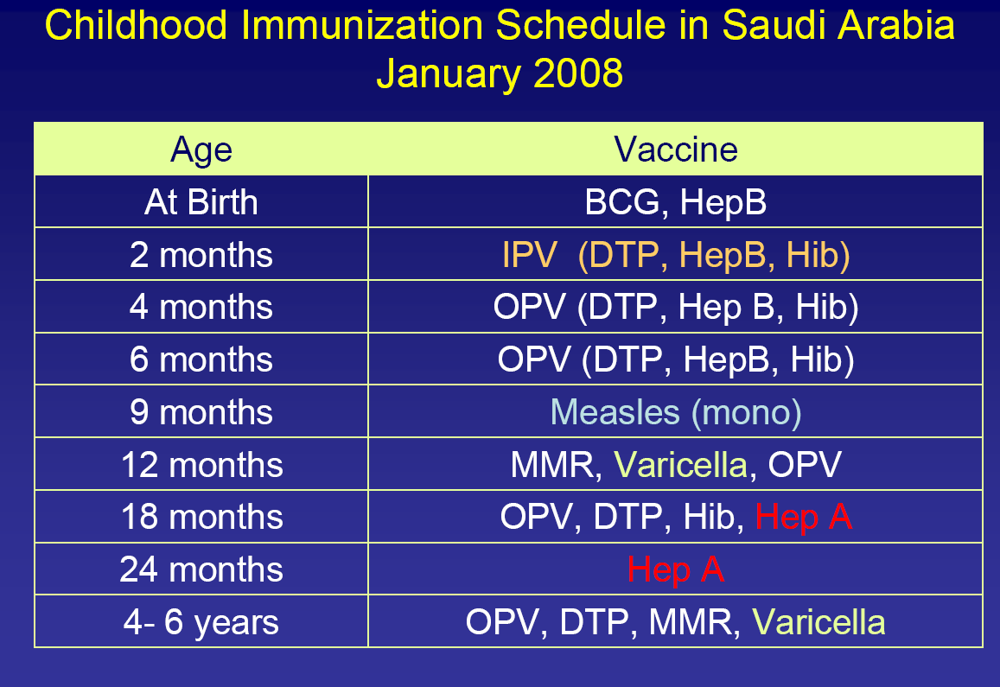 Childhood Immunization Schedule in Saudi Arabia
January 2008
Age Vaccine
At Birth BCG, HepB
2 months IPV (DTP, HepB, Hib)
4 months OPV (DTP, Hep B, Hib)
6 months OPV (DTP, HepB, Hib)
9 months Measles (mono)
12 months MMR, Varicella, OPV
18 months OPV, DTP, Hib, Hep A
24 months Hep A
4- 6 years OPV, DTP, MMR, Varicella